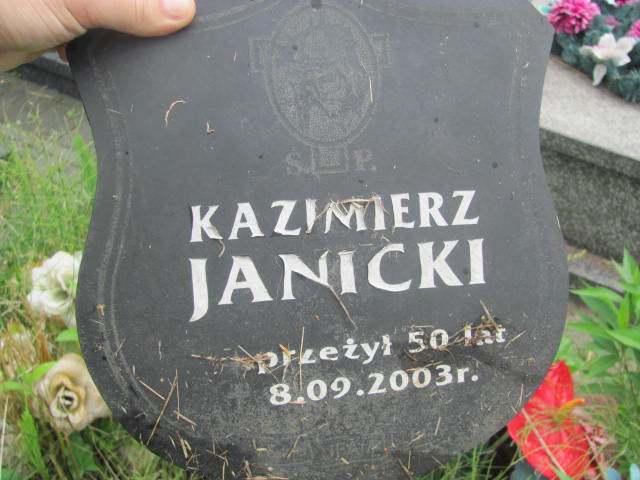 S. P.
KAZIMIERZ
JANICKI
przeżył 50 lat
8.09.2003r.